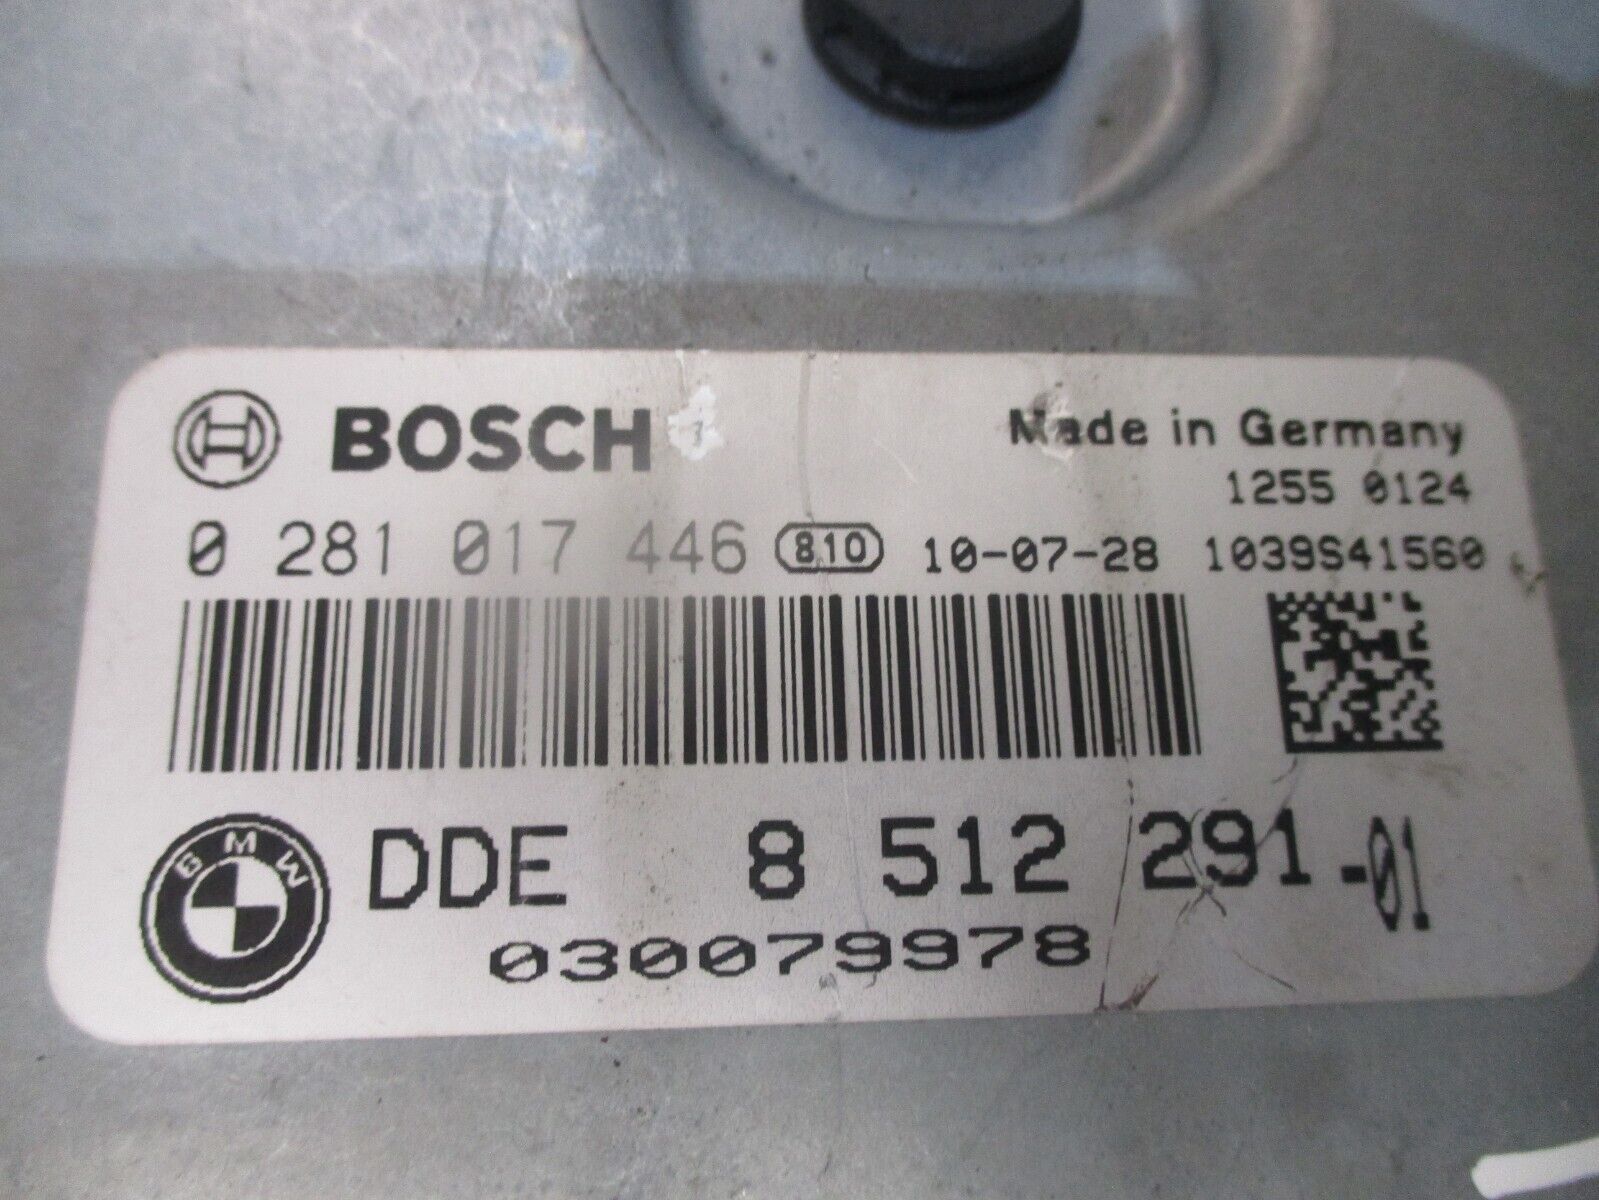 BOSCH
Made in Germany
1255 0124
0 281 017 446 810 10-07-28 1039S41560
BMW
DDE 8 512 291-01
030079978